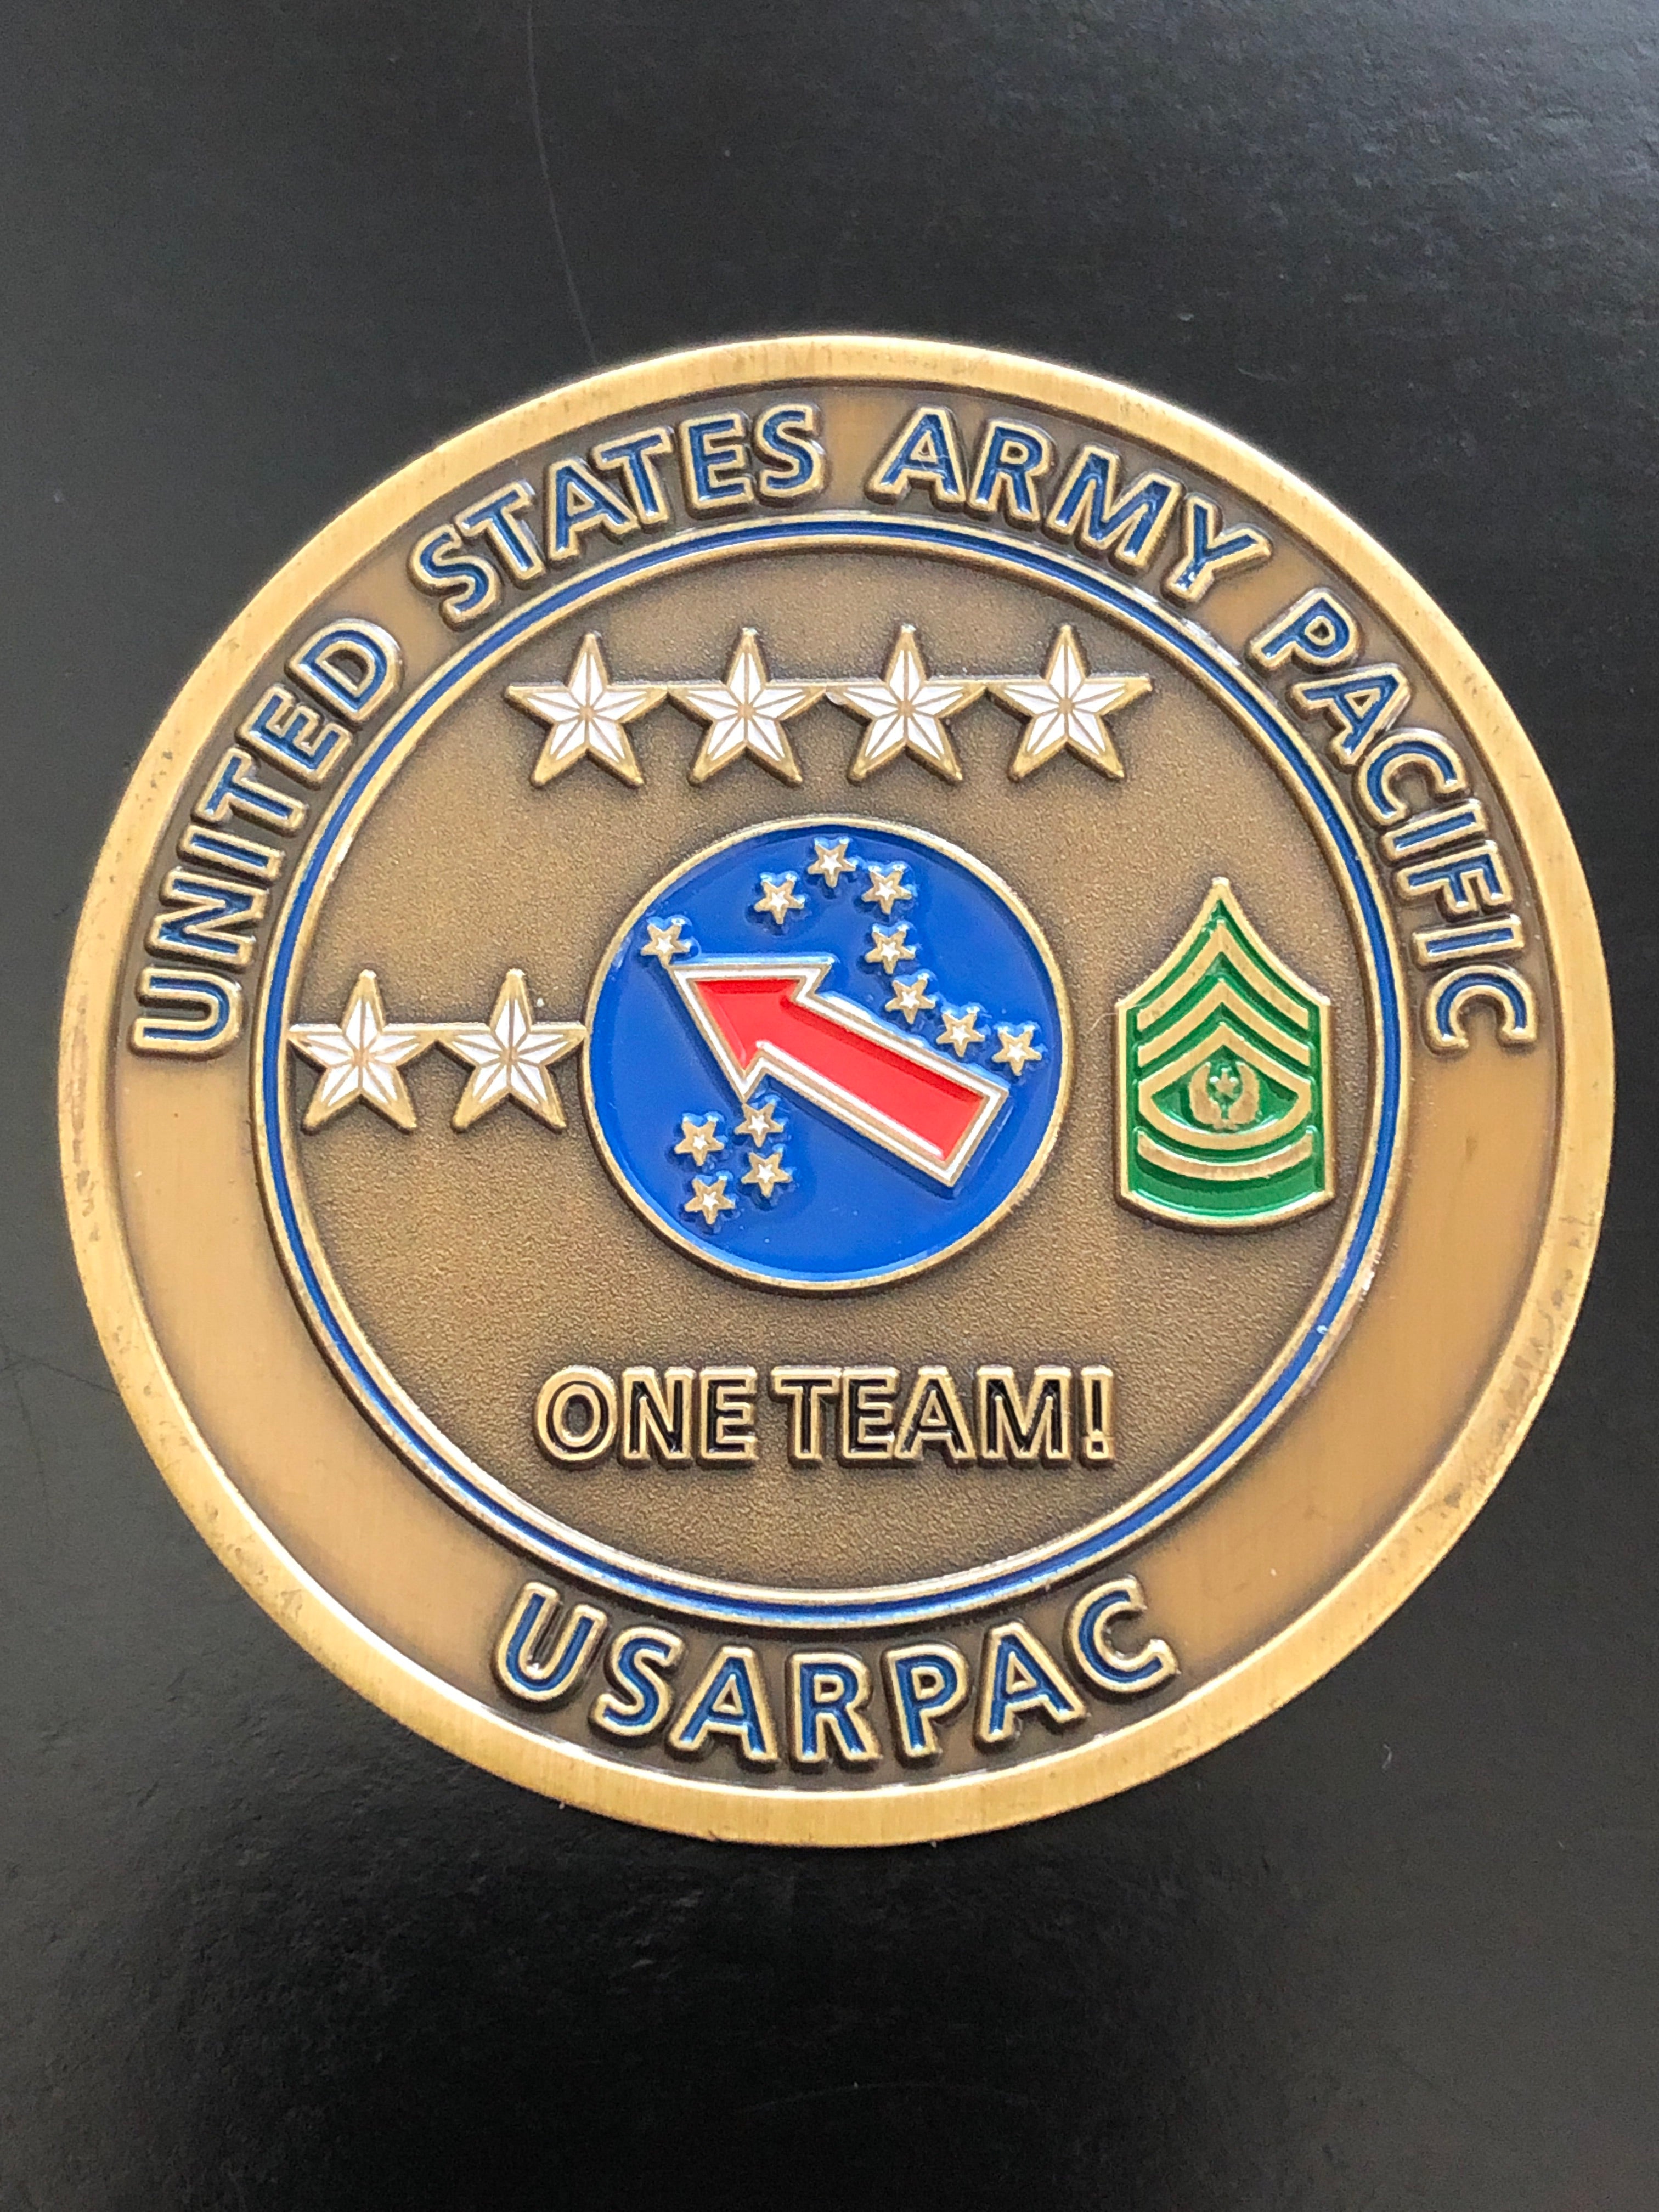 UNITED STATES ARMY PACIFIC
ONE TEAM!
USARPAC